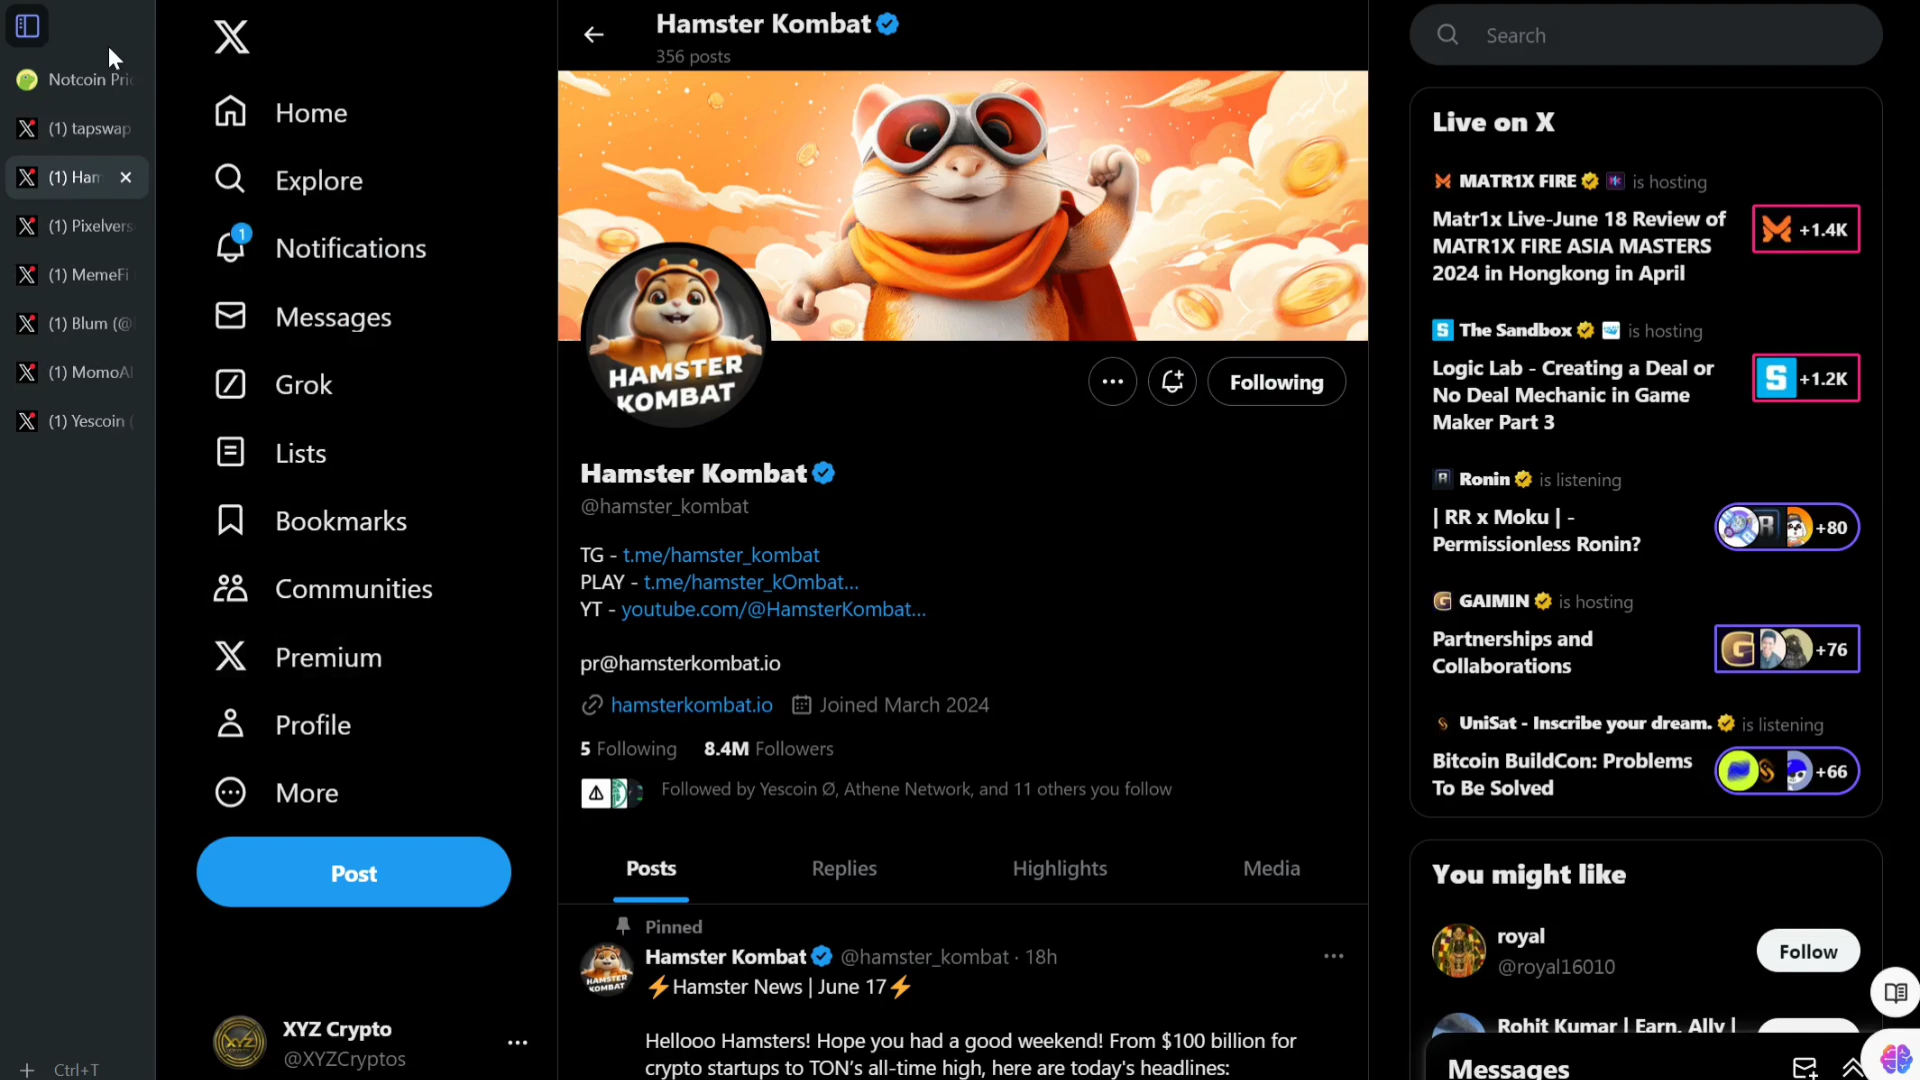 Notcoin Pric
(1) tapswap
(1) Ham
(1) Pixelvers
(1) MemeFi
(1) Blum (@
(1) MomoAI
(1) Yescoin (
Ctrl+T
Home
Explore
1
Notifications
Messages
Grok
Lists
Bookmarks
Communities
Premium
Profile
More
Post
XYZ Crypto
@XYZCryptos
Hamster Kombat
356 posts
HAMSTER
KOMBAT
Following
Hamster Kombat
@hamster_kombat
TG - t.me/hamster_kombat
PLAY - t.me/hamster_kOmbat...
YT - youtube.com/@HamsterKombat...
pr@hamsterkombat.io
hamsterkombat.io Joined March 2024
5 Following 8.4M Followers
Followed by Yescoin Ø, Athene Network, and 11 others you follow
Posts Replies Highlights Media
Pinned
Hamster Kombat @hamster_kombat · 18h
HAMSTER
KOMBAT
⚡Hamster News | June 17⚡
Hellooo Hamsters! Hope you had a good weekend! From $100 billion for
crypto startups to TON's all-time high, here are today's headlines:
Search
Live on X
MATR1X FIRE is hosting
Matr1x Live-June 18 Review of
MATR1X FIRE ASIA MASTERS
2024 in Hongkong in April
+1.4K
The Sandbox is hosting
Logic Lab - Creating a Deal or
No Deal Mechanic in Game
Maker Part 3
+1.2K
Ronin is listening
| RR x Moku | -
Permissionless Ronin?
+80
GAIMIN is hosting
Partnerships and
Collaborations
+76
UniSat - Inscribe your dream. is listening
Bitcoin BuildCon: Problems
To Be Solved
+66
You might like
royal
@royal16010
Follow
Rohit Kumar | Earn, Ally |
Messages